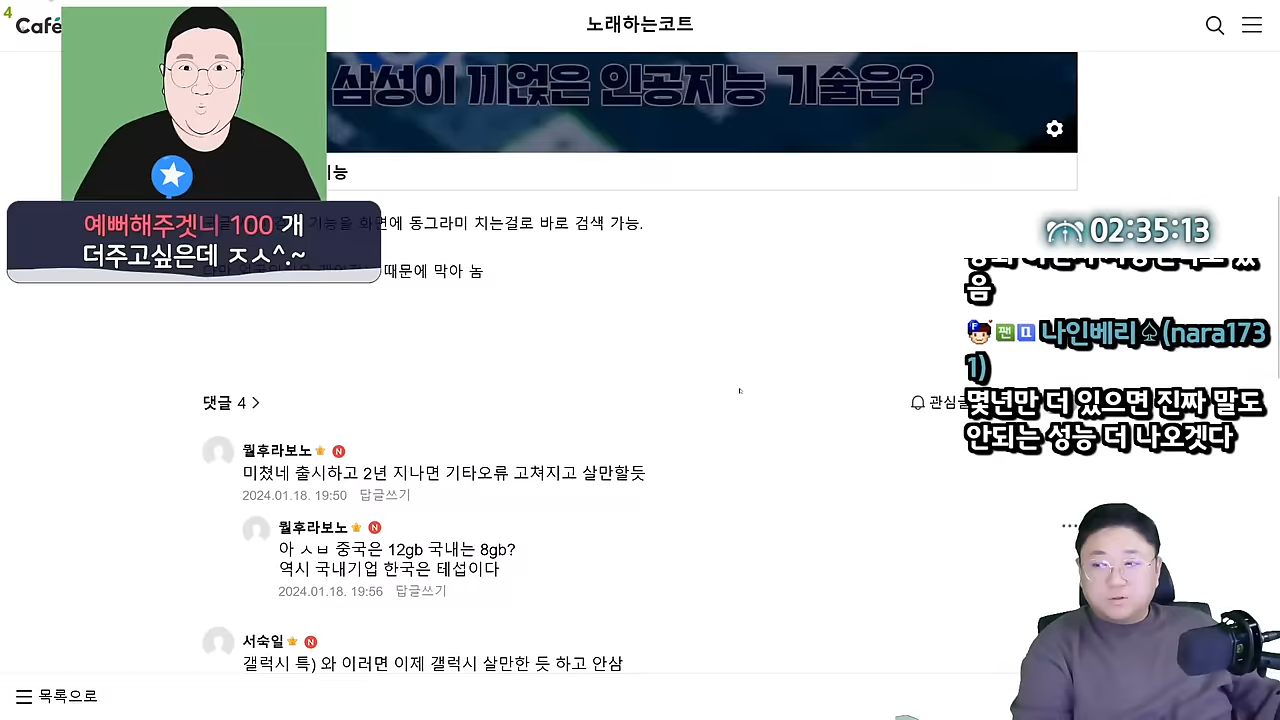 4
Café
노래하는코트
삼성이 끼얹은 인공지능 기술은?
능
예뻐해주겟니 100 개
더주고싶은데 ㅈㅅ^.~
기능을 화면에 동그라미 치는걸로 바로 검색 가능.
때문에 막아 놈
02:35:13
음
팬
나인베리♤(nara173
1)
몇년만 더 있으면 진짜 말도
안되는 성능 더 나오겟다
댓글 4
관심글
월후라보노 N
미쳤네 출시하고 2년 지나면 기타오류 고쳐지고 살만할듯
2024.01.18. 19:50 답글쓰기
월후라보노 N
아 ㅅㅂ 중국은 12gb 국내는 8gb?
역시 국내기업 한국은 테섭이다
2024.01.18. 19:56 답글쓰기
서숙일 N
갤럭시 특) 와 이러면 이제 갤럭시 살만한 듯 하고 안삼
목록으로